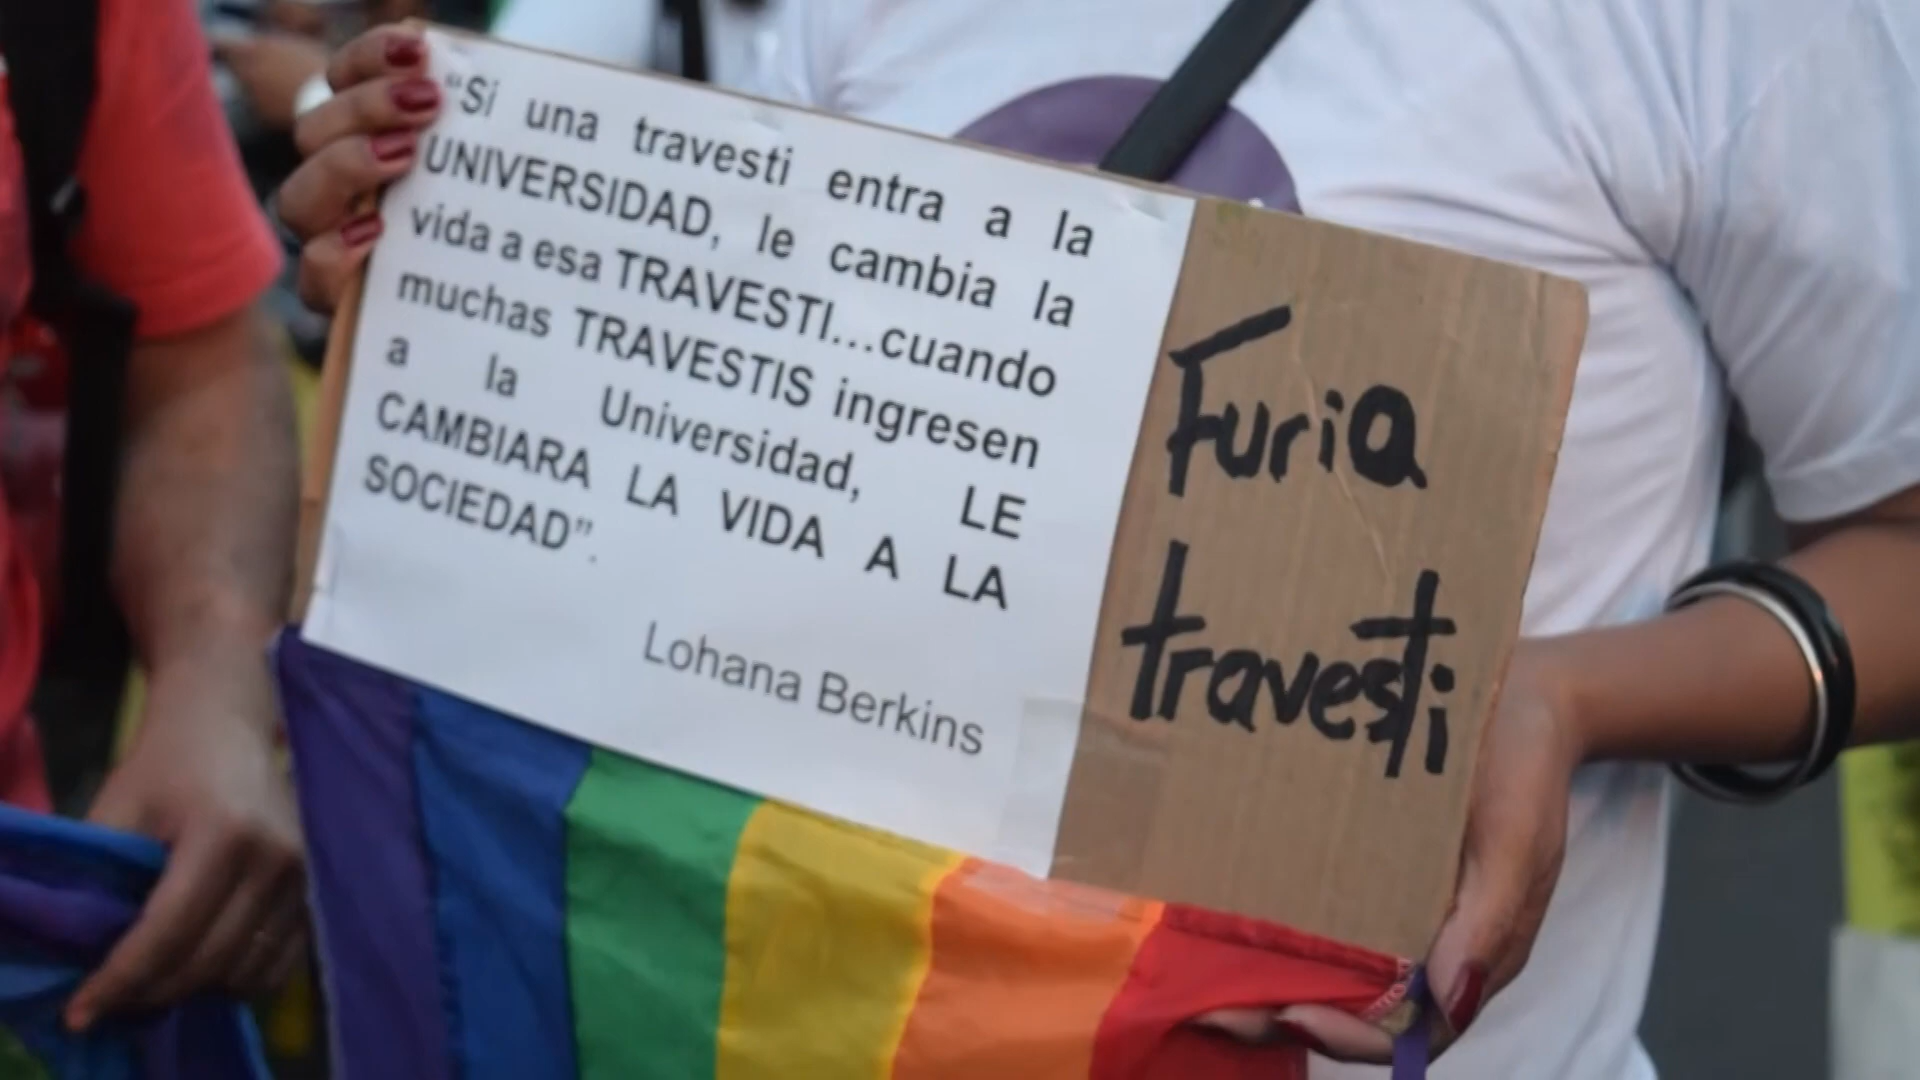 “Si una travesti entra a la
UNIVERSIDAD, le cambia la
vida a esa TRAVESTI...cuando
muchas TRAVESTIS ingresen
a la Universidad, LE
CAMBIARA LA VIDA A LA
SOCIEDAD”.
Lohana Berkins
Furia
travesti